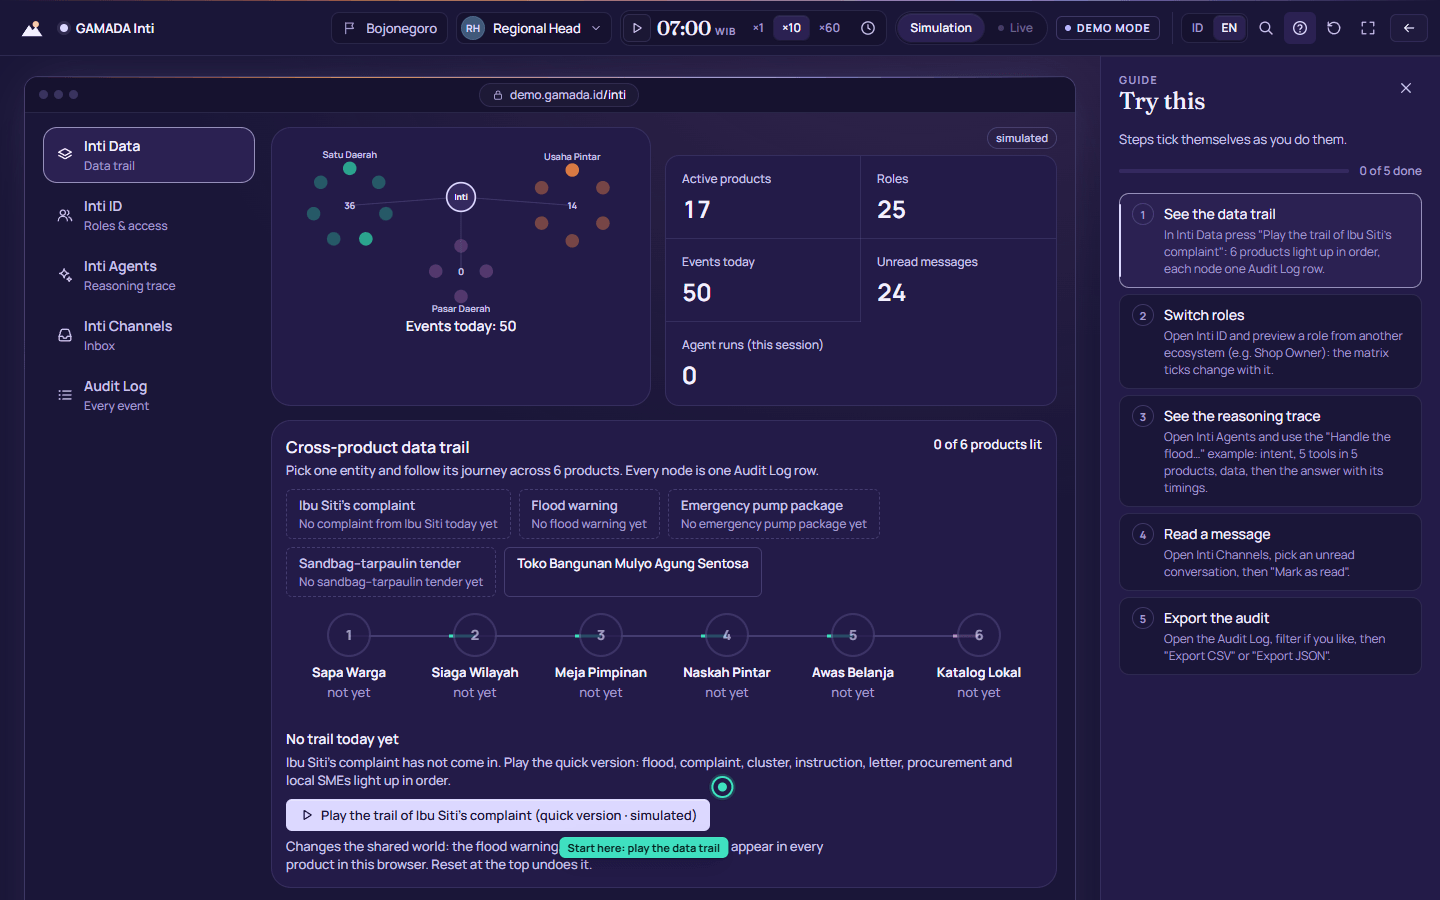 GAMADA Inti
Bojonegoro
RH Regional Head
07:00 WIB
×1 ×10 ×60
Simulation
Live
DEMO MODE
ID EN
demo.gamada.id/inti
Inti Data
Data trail
Inti ID
Roles & access
Inti Agents
Reasoning trace
Inti Channels
Inbox
Audit Log
Every event
Satu Daerah
36
Inti
Usaha Pintar
14
0
Pasar Daerah
Events today: 50
simulated
Active products
17
Roles
25
Events today
50
Unread messages
24
Agent runs (this session)
0
Cross-product data trail
0 of 6 products lit
Pick one entity and follow its journey across 6 products. Every node is one Audit Log row.
Ibu Siti's complaint
No complaint from Ibu Siti today yet
Flood warning
No flood warning yet
Emergency pump package
No emergency pump package yet
Sandbag–tarpaulin tender
No sandbag–tarpaulin tender yet
Toko Bangunan Mulyo Agung Sentosa
1 2 3 4 5 6
Sapa Warga
not yet
Siaga Wilayah
not yet
Meja Pimpinan
not yet
Naskah Pintar
not yet
Awas Belanja
not yet
Katalog Lokal
not yet
No trail today yet
Ibu Siti's complaint has not come in. Play the quick version: flood, complaint, cluster, instruction, letter, procurement and
local SMEs light up in order.
Play the trail of Ibu Siti's complaint (quick version · simulated)
Changes the shared world: the flood warning
Start here: play the data trail
appear in every
product in this browser. Reset at the top undoes it.
GUIDE
Try this
Steps tick themselves as you do them.
0 of 5 done
1
See the data trail
In Inti Data press "Play the trail of Ibu Siti's
complaint": 6 products light up in order,
each node one Audit Log row.
2
Switch roles
Open Inti ID and preview a role from another
ecosystem (e.g. Shop Owner): the matrix
ticks change with it.
3
See the reasoning trace
Open Inti Agents and use the "Handle the
flood…" example: intent, 5 tools in 5
products, data, then the answer with its
timings.
4
Read a message
Open Inti Channels, pick an unread
conversation, then "Mark as read".
5
Export the audit
Open the Audit Log, filter if you like, then
"Export CSV" or "Export JSON".